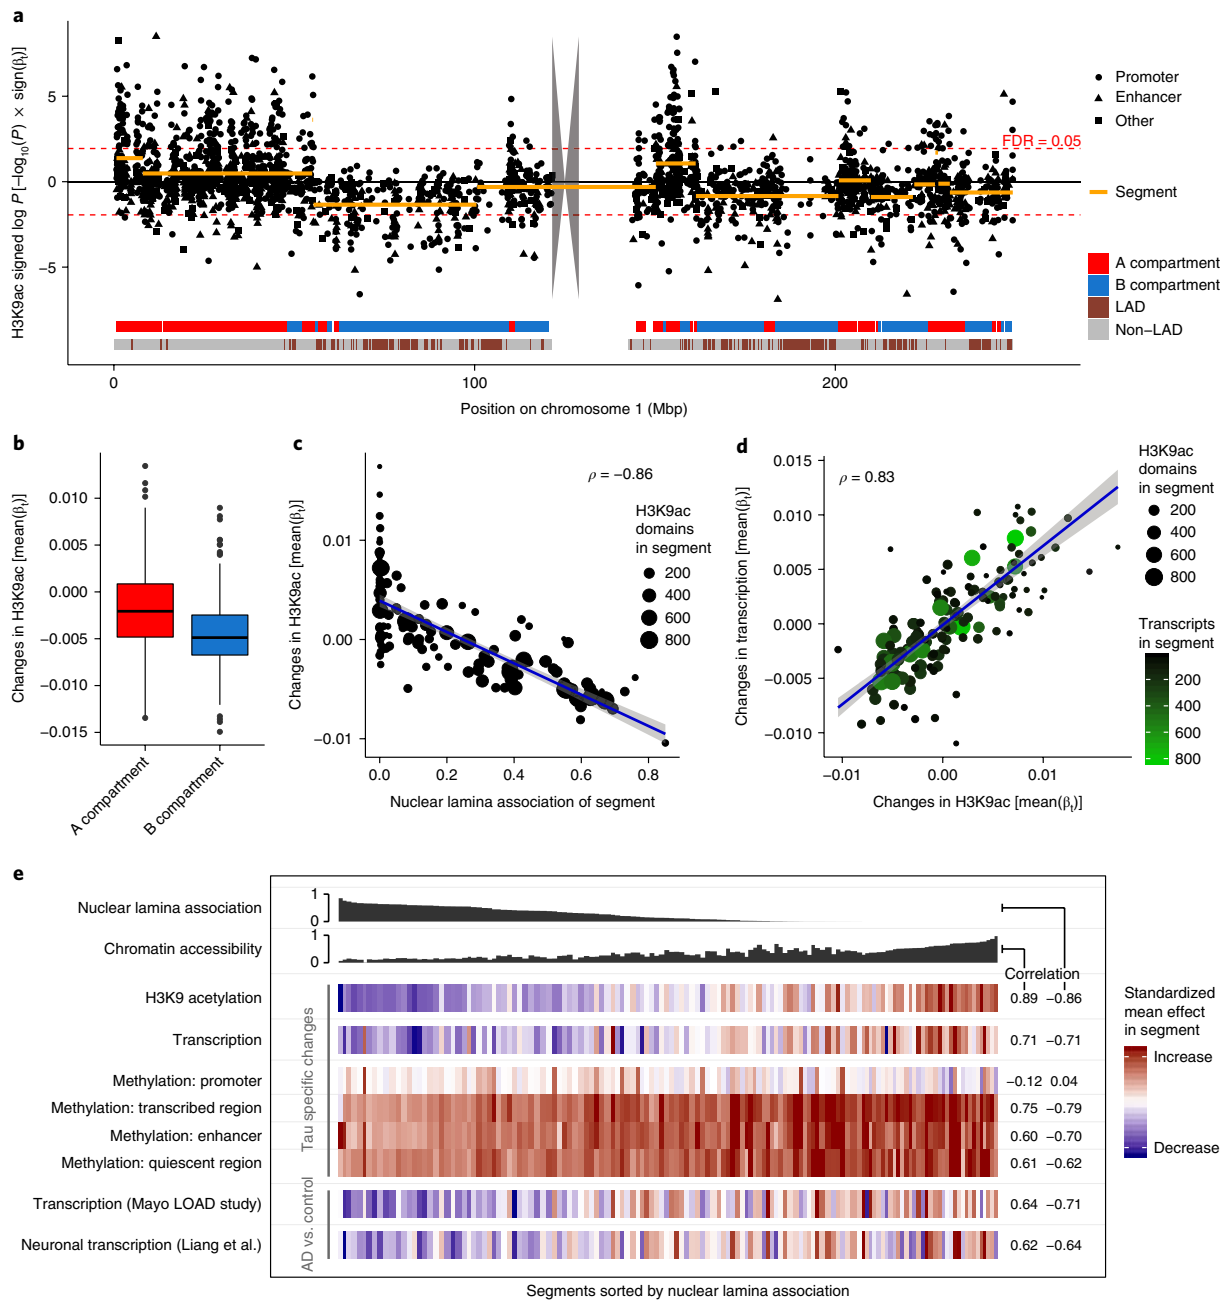 a
H3K9ac signed log P [−log10(P) × sign(βt)]
5
0
−5
FDR = 0.05
Promoter
Enhancer
Other
Segment
A compartment
B compartment
LAD
Non–LAD
0
100
200
Position on chromosome 1 (Mbp)
b
Changes in H3K9ac [mean(βt)]
0.010
0.005
0.000
−0.005
−0.010
−0.015
A compartment
B compartment
c
Changes in H3K9ac [mean(βt)]
0.01
0.00
−0.01
ρ = −0.86
H3K9ac
domains
in segment
200
400
600
800
0.0
0.2
0.4
0.6
0.8
Nuclear lamina association of segment
d
Changes in transcription [mean(βt)]
0.015
0.010
0.005
0.000
−0.005
−0.010
ρ = 0.83
−0.01
0.00
0.01
Changes in H3K9ac [mean(βt)]
H3K9ac
domains
in segment
200
400
600
800
Transcripts
in segment
200
400
600
800
e
Nuclear lamina association
1
0
Chromatin accessibility
1
0
Correlation
Tau specific changes
H3K9 acetylation
0.89 −0.86
Transcription
0.71 −0.71
Methylation: promoter
−0.12 0.04
Methylation: transcribed region
0.75 −0.79
Methylation: enhancer
0.60 −0.70
Methylation: quiescent region
0.61 −0.62
AD vs. control
Transcription (Mayo LOAD study)
0.64 −0.71
Neuronal transcription (Liang et al.)
0.62 −0.64
Segments sorted by nuclear lamina association
Standardized
mean effect
in segment
Increase
Decrease